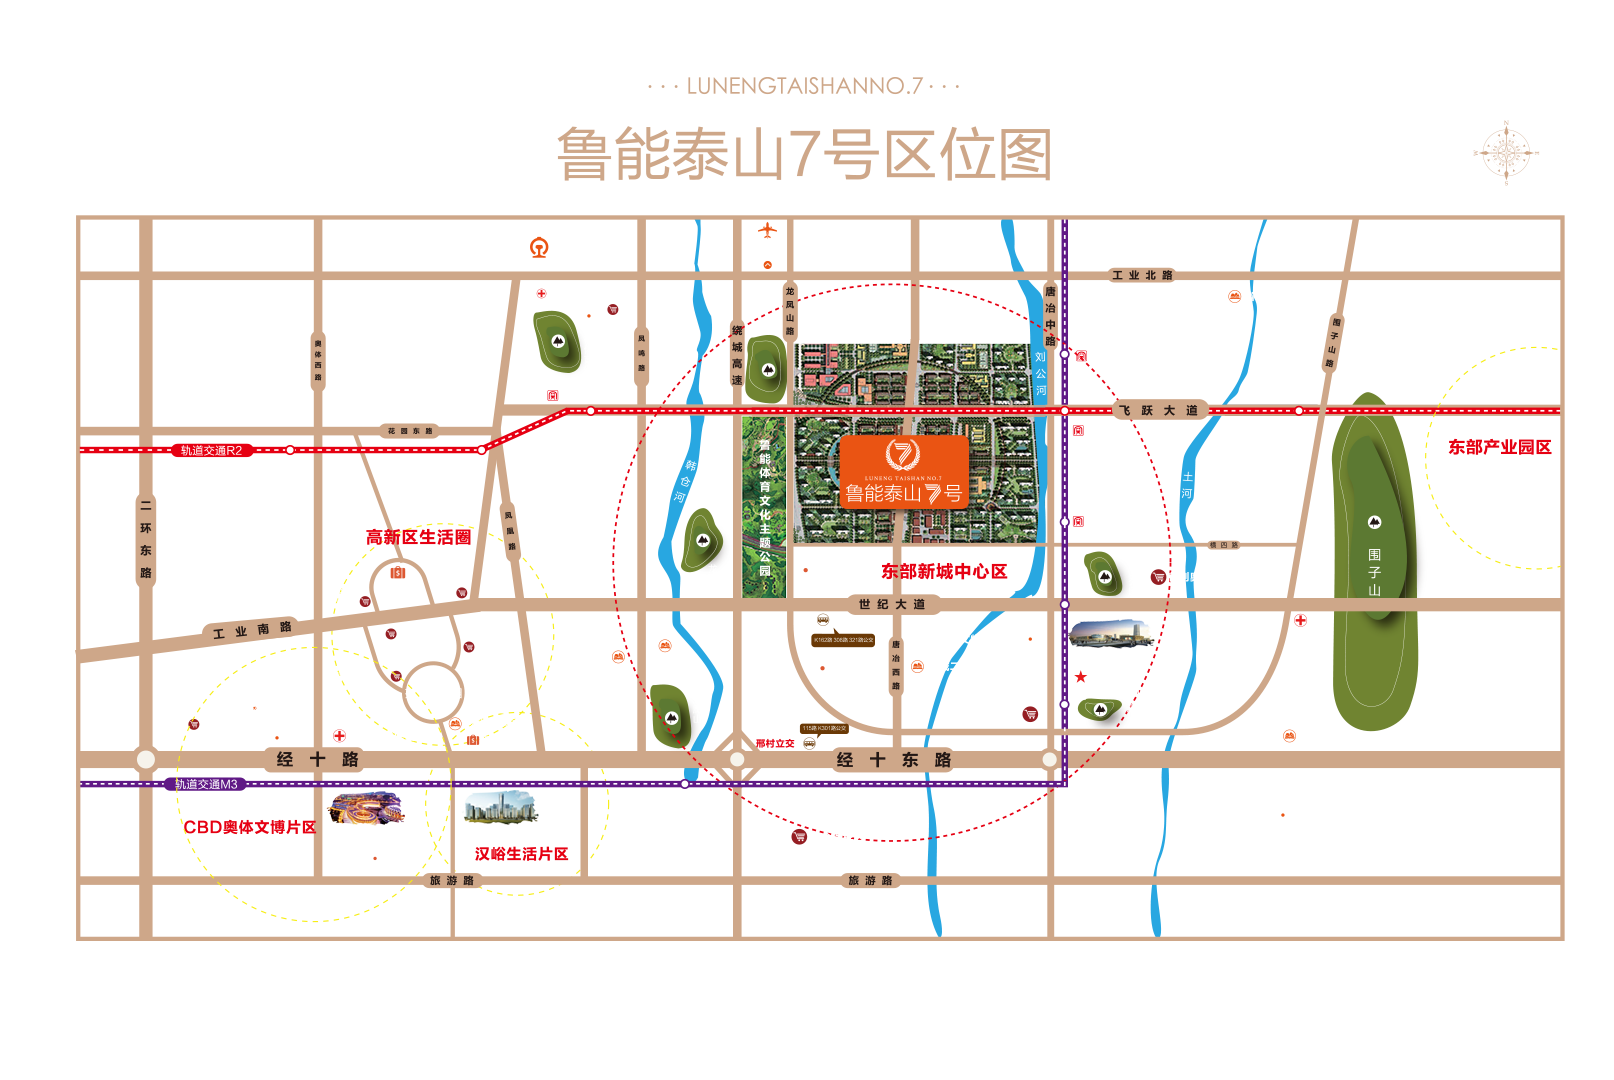 LUNENGTAISHANNO.7
鲁能泰山7号区位图
N
工业北路
龙凤山路
唐冶中路
绕城高速
凤鸣路
奥体西路
围子山路
刘公河
飞跃大道
花园东路
轨道交通R2
东部产业园区
鲁能体育文化主题公园
韩仓河
LUNENG TAISHAN NO.7
鲁能泰山7号
土河
二环东路
凤凰路
高新区生活圈
围子山
东部新城中心区
世纪大道
工业南路
K162路 308路 321路公交
唐冶西路
115路 K301路公交
邢村立交
经十路
经十东路
轨道交通M3
CBD奥体文博片区
汉峪生活片区
旅游路
旅游路